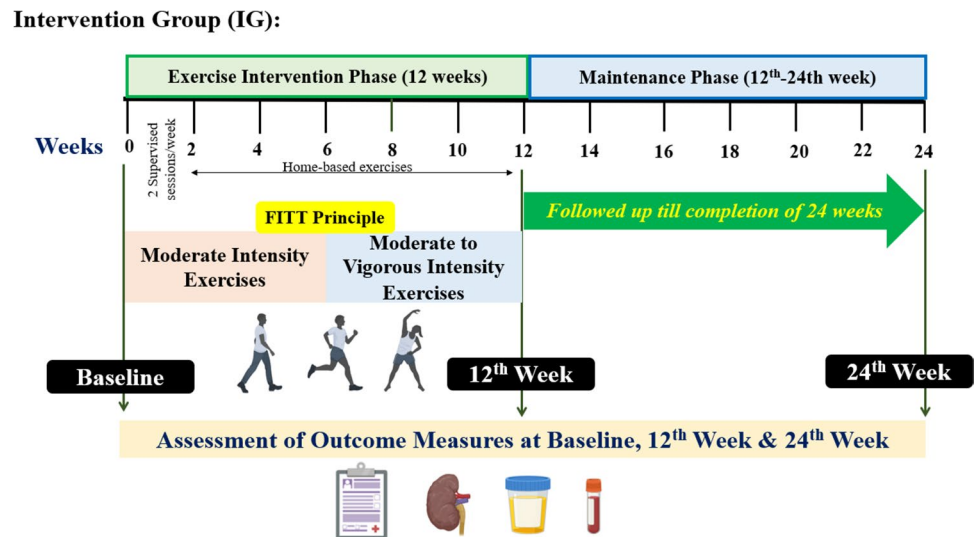 Intervention Group (IG):
Exercise Intervention Phase (12 weeks)
Maintenance Phase (12th-24th week)
Weeks
0 2 4 6 8 10 12 14 16 18 20 22 24
2 Supervised
sessions/week
Home-based exercises
FITT Principle
Followed up till completion of 24 weeks
Moderate Intensity
Exercises
Moderate to
Vigorous Intensity
Exercises
Baseline
12th Week
24th Week
Assessment of Outcome Measures at Baseline, 12th Week & 24th Week